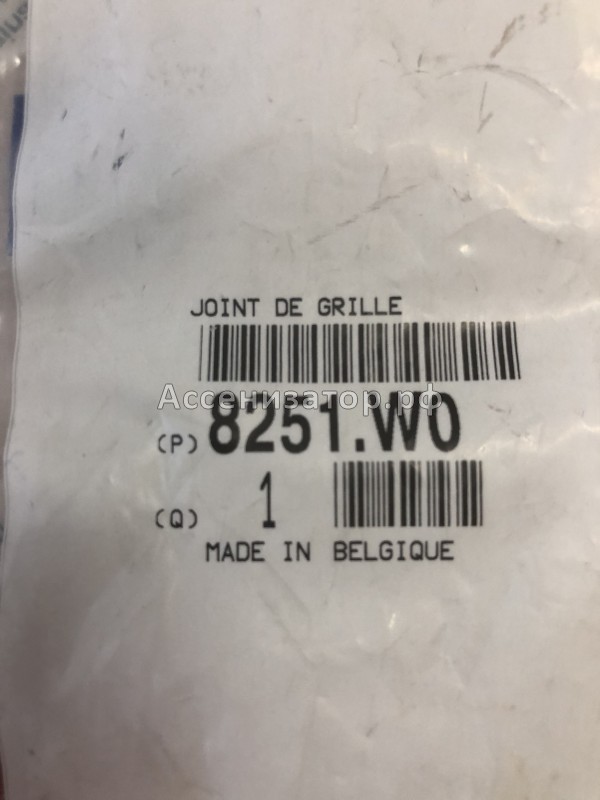 JOINT DE GRILLE
Ассенизатор.рф
(P) 8251.W0
(Q) 1
MADE IN BELGIQUE